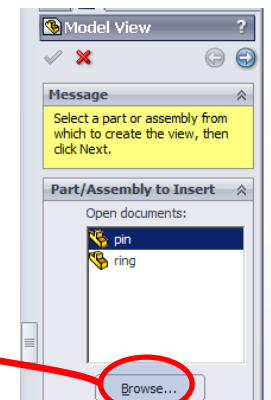 Model View ?
Message
Select a part or assembly from
which to create the view, then
click Next.
Part/Assembly to Insert
Open documents:
pin
ring
Browse...